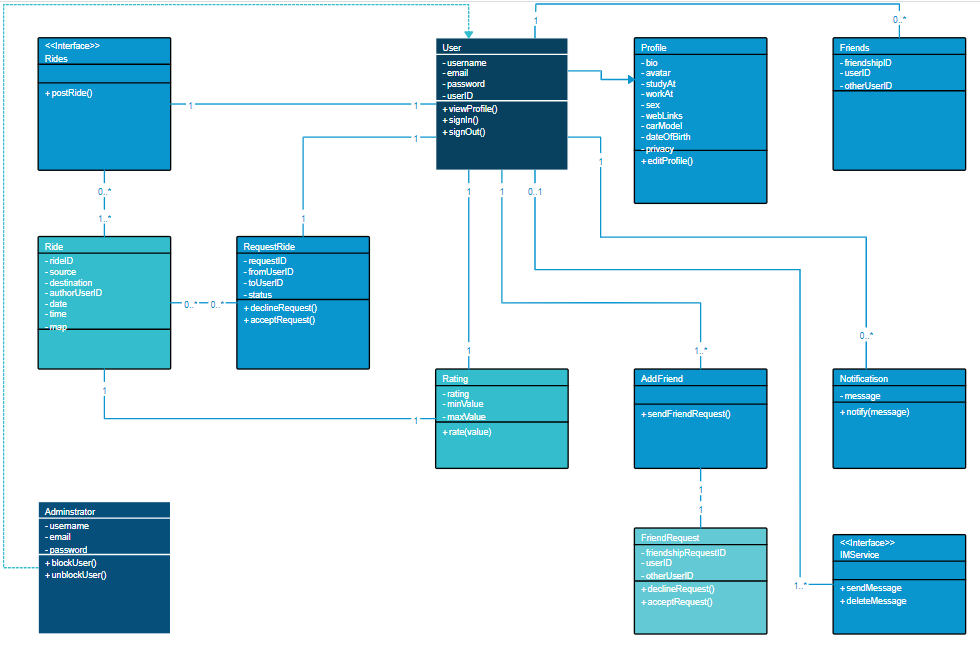 1
0..*
<<Interface>>
Rides
+ postRide()
User
- username
- email
- password
- userID
+ viewProfile()
+ signIn()
+ signOut()
Profile
- bio
- avatar
- studyAt
- workAt
- sex
- webLinks
- carModel
- dateOfBirth
- privacy
+ editProfile()
Friends
- friendshipID
- userID
- otherUserID
1
1
1
1
0..*
1..*
1
1
1
0..1
Ride
- rideID
- source
- destination
- authorUserID
- date
- time
- map
0..*
0..*
RequestRide
- requestID
- fromUserID
- toUserID
- status
+ declineRequest()
+ acceptRequest()
1
1..*
0..*
1
1
Rating
- rating
- minValue
- maxValue
+ rate(value)
AddFriend
+ sendFriendRequest()
Notificatison
- message
+ notify(message)
1
1
Adminstrator
- username
- email
- password
+ blockUser()
+ unblockUser()
FriendRequest
- friendshipRequestID
- userID
- otherUserID
+ declineRequest()
+ acceptRequest()
1..*
<<Interface>>
IMService
+ sendMessage
+ deleteMessage